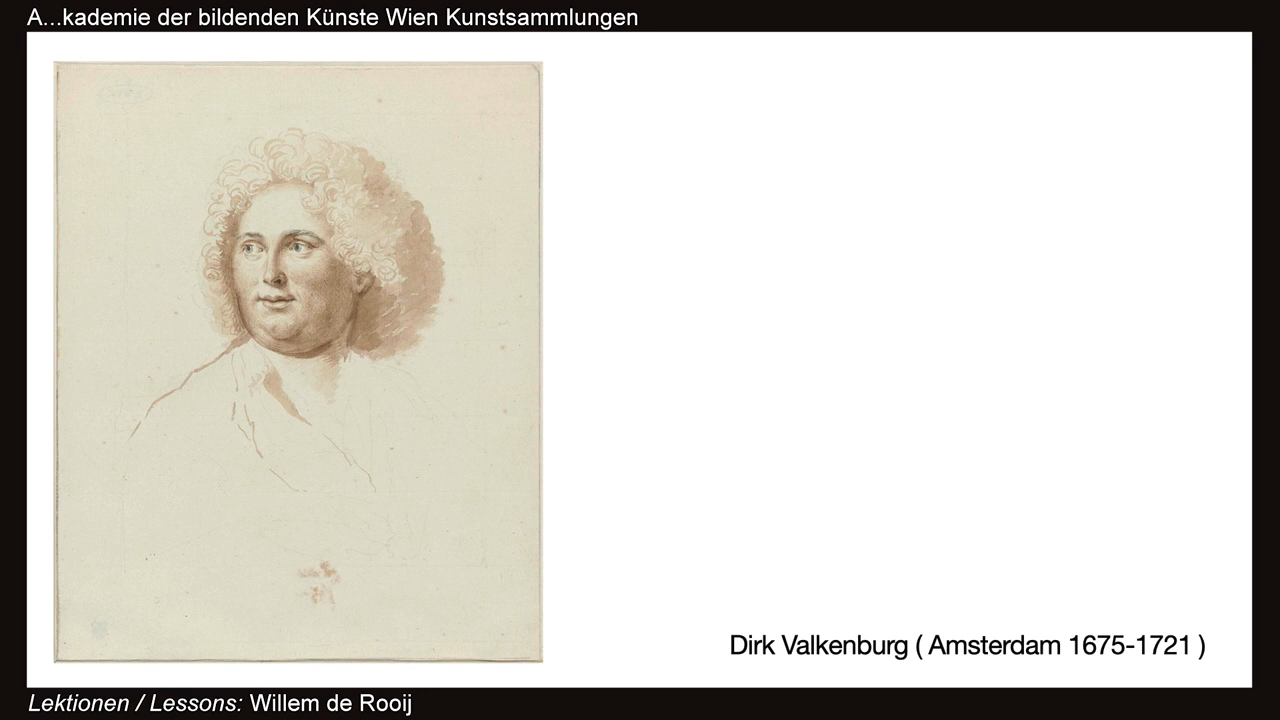 A...kademie der bildenden Künste Wien Kunstsammlungen
Dirk Valkenburg ( Amsterdam 1675-1721 )
Lektionen / Lessons: Willem de Rooij